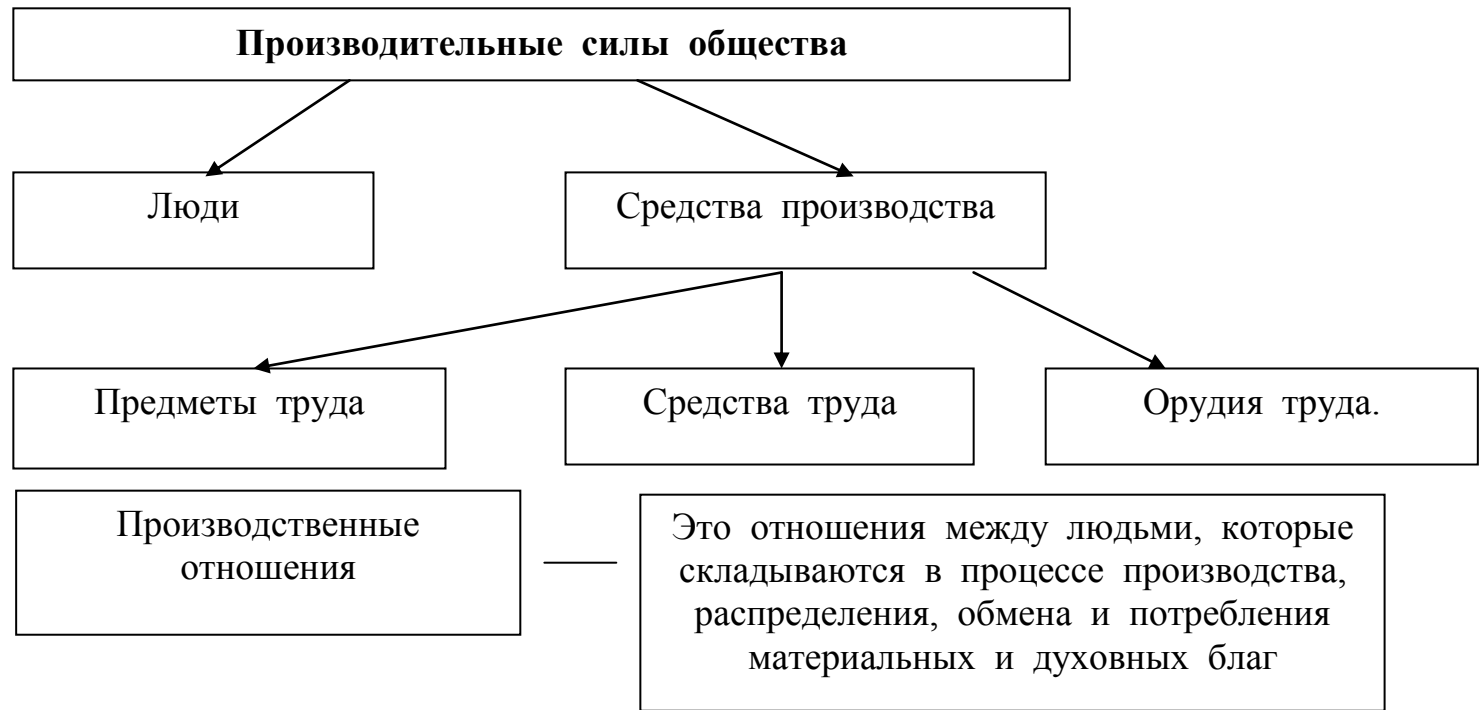 Производительные силы общества
Люди
Средства производства
Предметы труда
Средства труда
Орудия труда.
Производственные
отношения
—
Это отношения между людьми, которые
складываются в процессе производства,
распределения, обмена и потребления
материальных и духовных благ